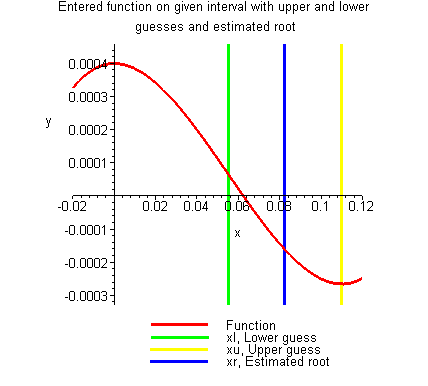 Entered function on given interval with upper and lower
guesses and estimated root
0.0004
0.0003
y
0.0002
0.0001
-0.02 0.02 0.04 0.06 0.08 0.1 0.12
-0.0001
x
-0.0002
-0.0003
Function
xl, Lower guess
xu, Upper guess
xr, Estimated root